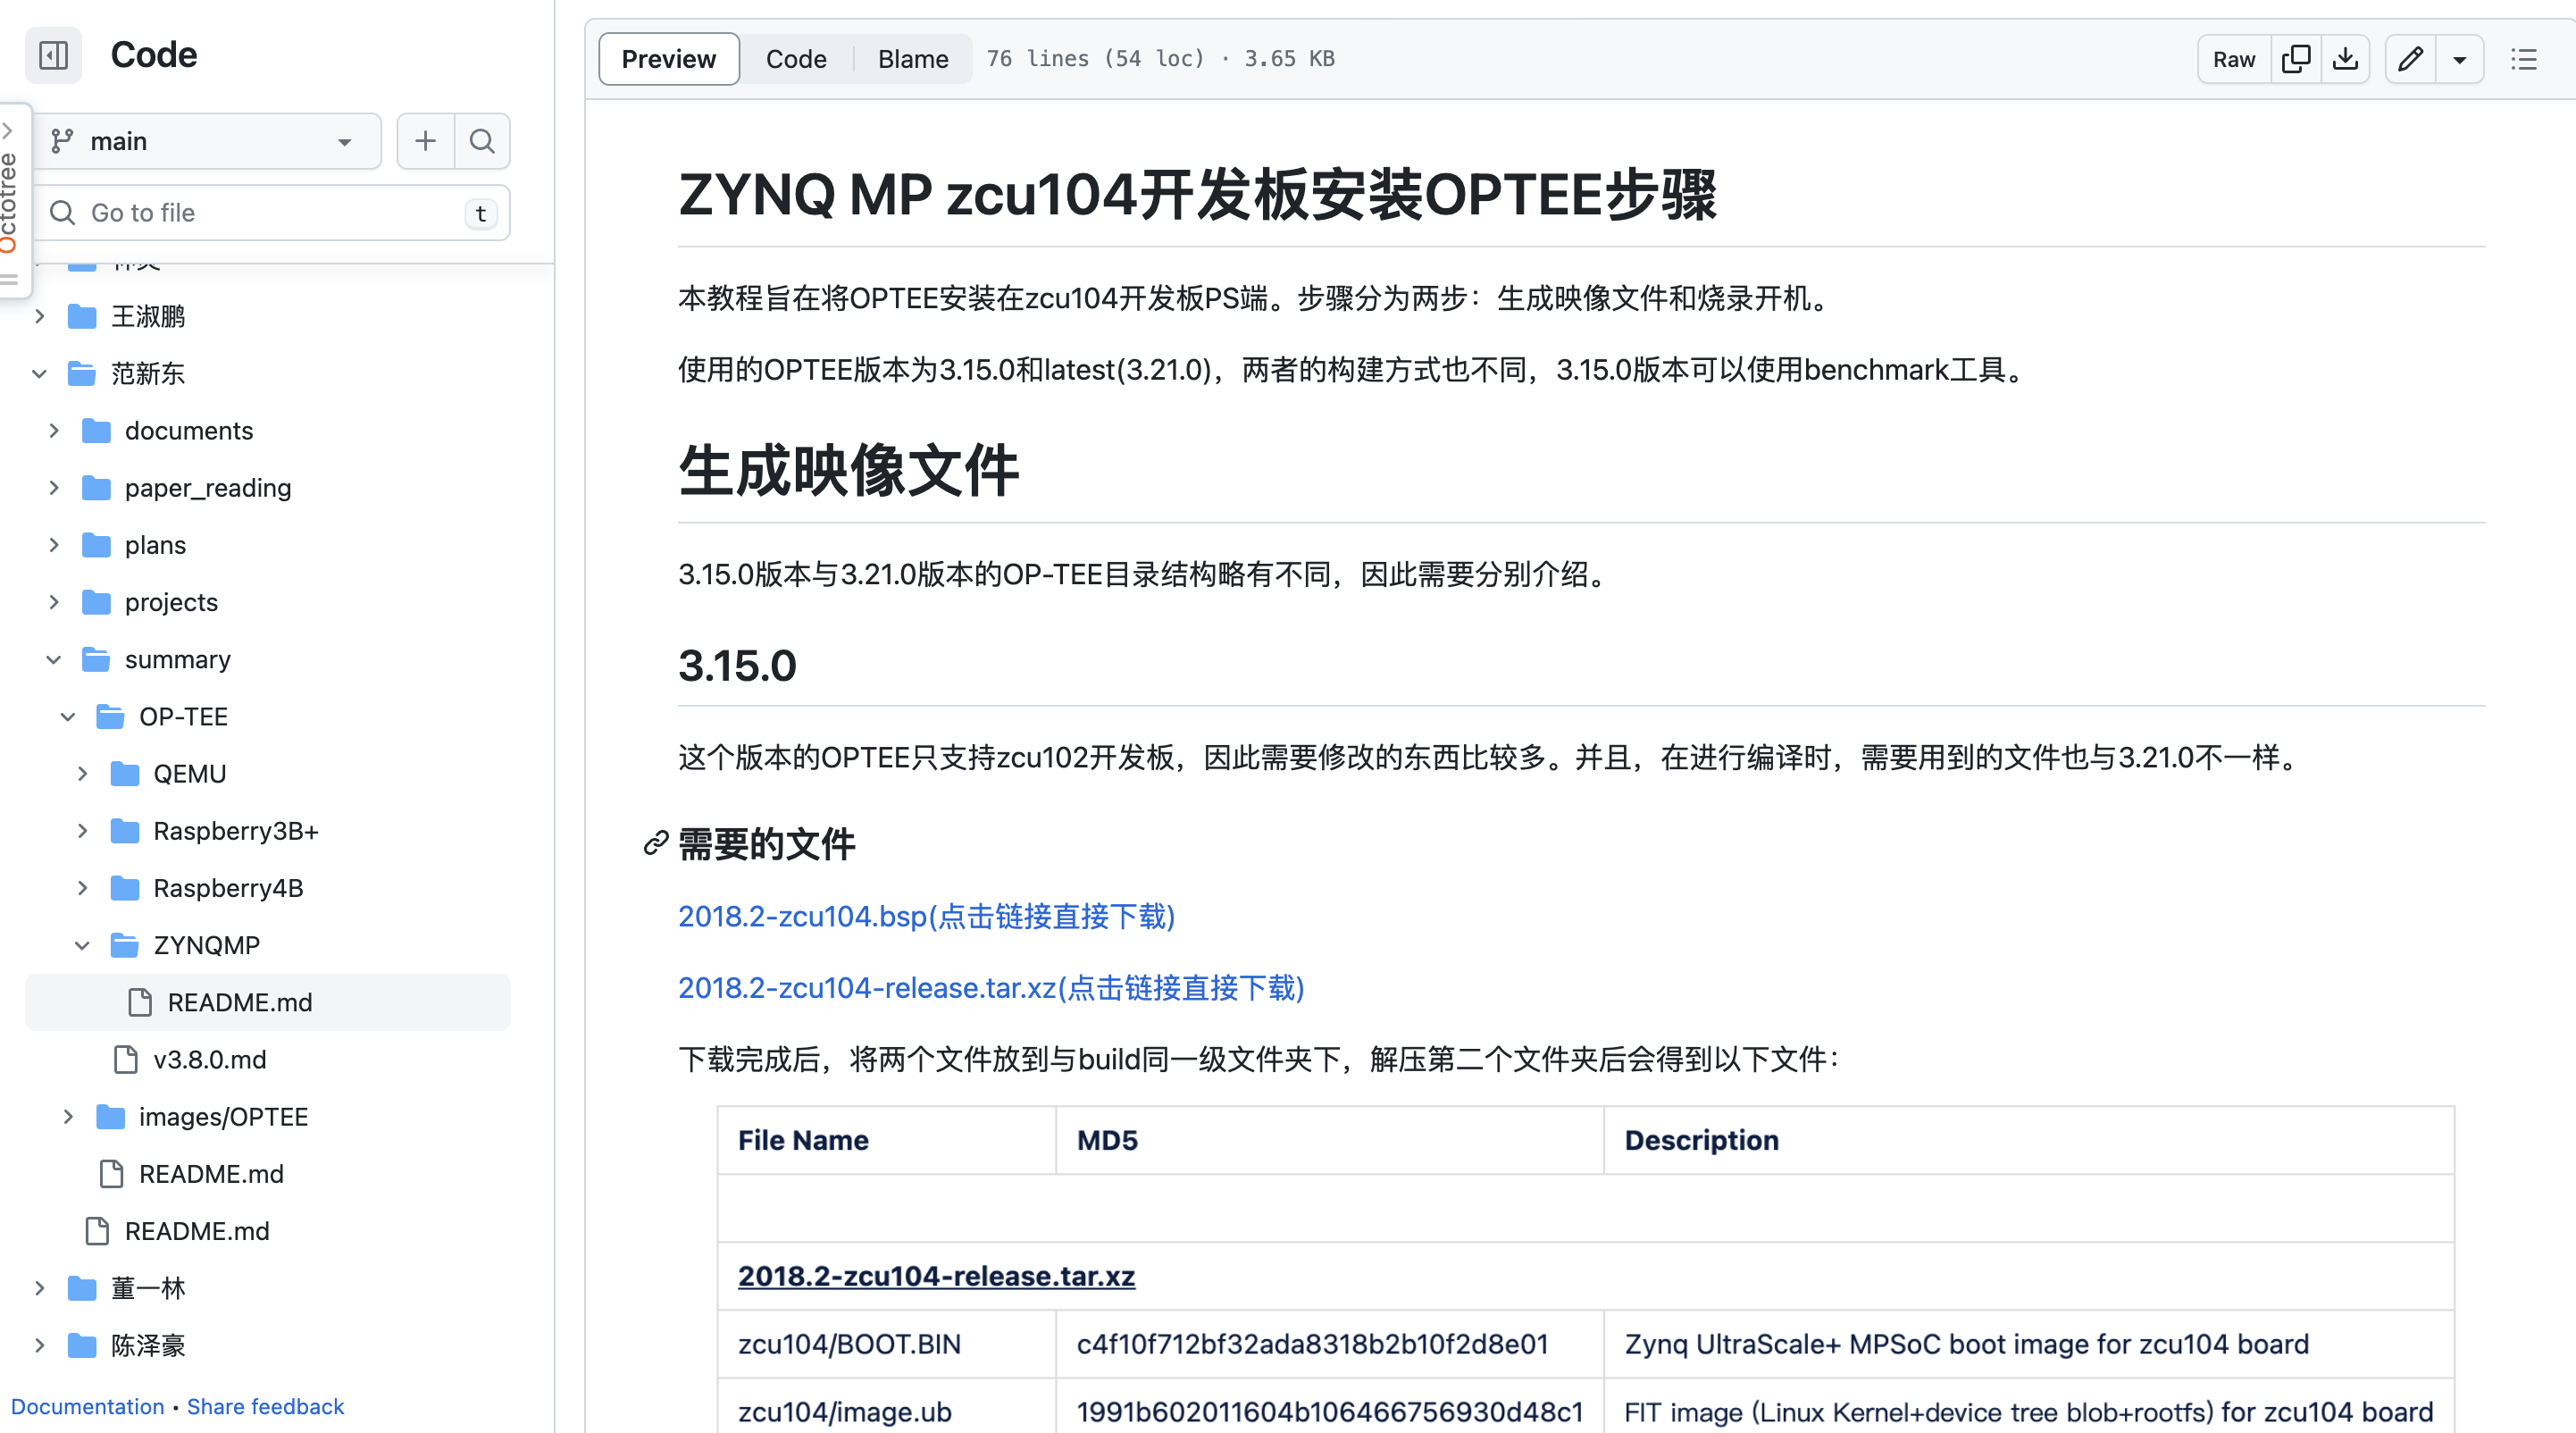 Code
main
Go to file
t
Octotree
王淑鹏
范新东
documents
paper_reading
plans
projects
summary
OP-TEE
QEMU
Raspberry3B+
Raspberry4B
ZYNQMP
README.md
v3.8.0.md
images/OPTEE
README.md
README.md
董一林
陈泽豪
Documentation • Share feedback
Preview Code Blame 76 lines (54 loc) · 3.65 KB Raw
ZYNQ MP zcu104开发板安装OPTEE步骤
本教程旨在将OPTEE安装在zcu104开发板PS端。步骤分为两步：生成映像文件和烧录开机。
使用的OPTEE版本为3.15.0和latest(3.21.0)，两者的构建方式也不同，3.15.0版本可以使用benchmark工具。
生成映像文件
3.15.0版本与3.21.0版本的OP-TEE目录结构略有不同，因此需要分别介绍。
3.15.0
这个版本的OPTEE只支持zcu102开发板，因此需要修改的东西比较多。并且，在进行编译时，需要用到的文件也与3.21.0不一样。
需要的文件
2018.2-zcu104.bsp(点击链接直接下载)
2018.2-zcu104-release.tar.xz(点击链接直接下载)
下载完成后，将两个文件放到与build同一级文件夹下，解压第二个文件夹后会得到以下文件：
File Name MD5 Description
2018.2-zcu104-release.tar.xz
zcu104/BOOT.BIN c4f10f712bf32ada8318b2b10f2d8e01 Zynq UltraScale+ MPSoC boot image for zcu104 board
zcu104/image.ub 1991b602011604b106466756930d48c1 FIT image (Linux Kernel+device tree blob+rootfs) for zcu104 board